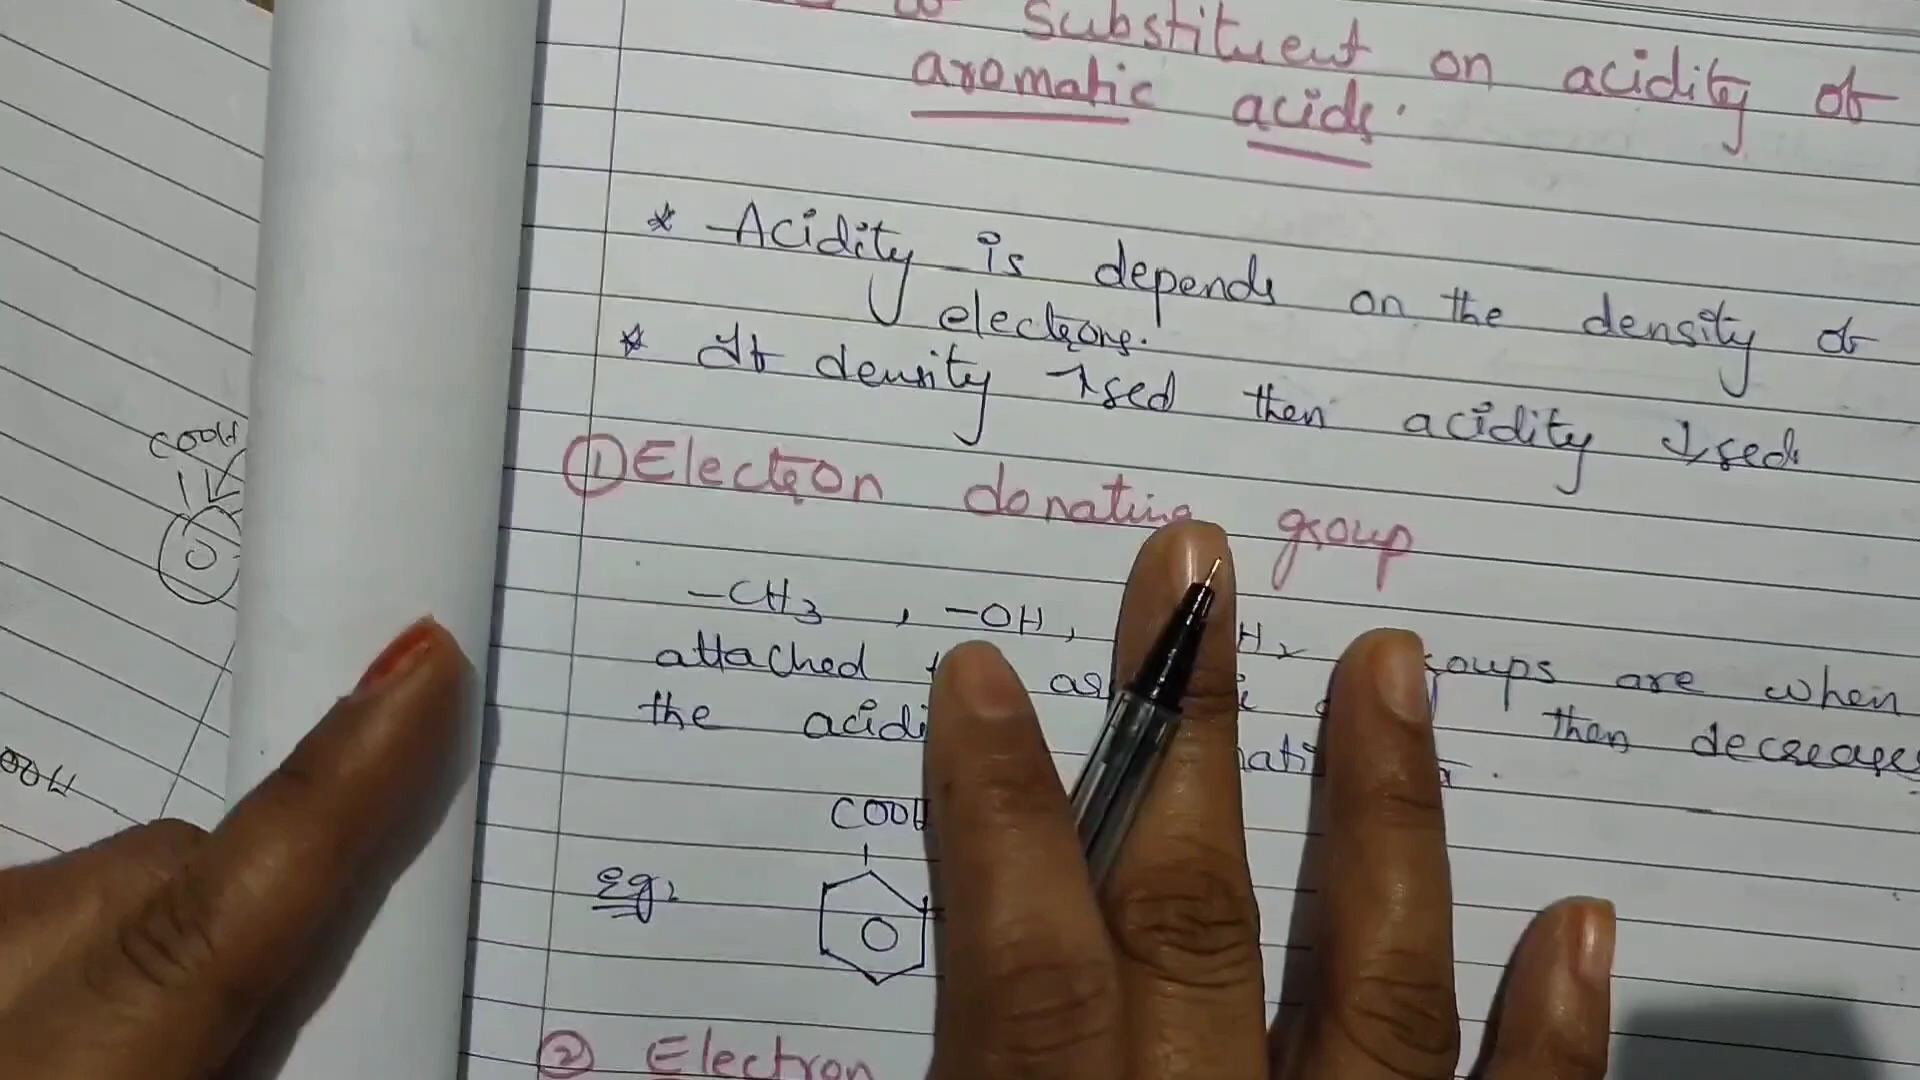 Substituent on acidity of
aromatic acids.
* Acidity is depends on the density of
electrons.
* If density ↑sed then acidity ↓sed
① Electron donating group
-CH3 , -OH, H2 groups are when
attached
the then decreases
COOH
Eg,
② Electron
COOH
COOH